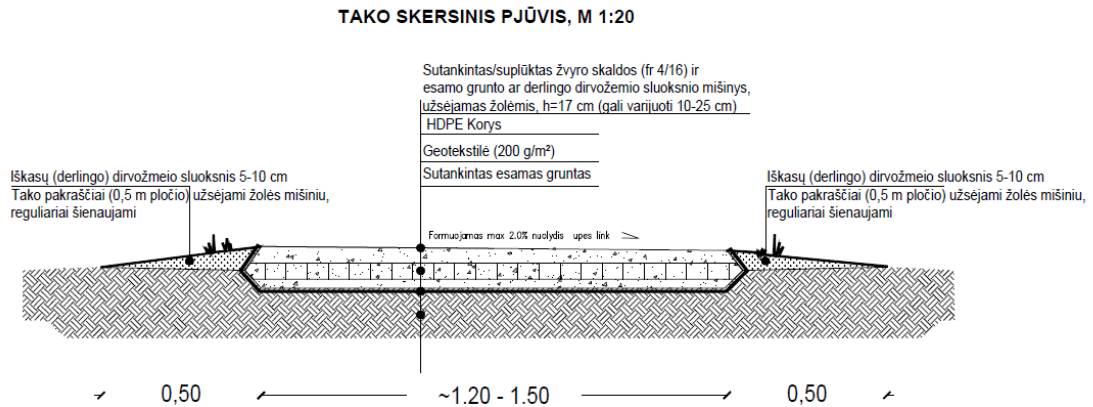 TAKO SKERSINIS PJŪVIS, M 1:20
Sutankintas/suplūktas žvyro skaldos (fr 4/16) ir
esamo grunto ar derlingo dirvožemio sluoksnio mišinys,
užsėjamas žolėmis, h=17 cm (gali varijuoti 10-25 cm)
HDPE Korys
Geotekstilė (200 g/m²)
Sutankintas esamas gruntas
Iškasų (derlingo) dirvožmeio sluoksnis 5-10 cm
Tako pakraščiai (0,5 m pločio) užsėjami žolės mišiniu,
reguliariai šienaujami
Iškasų (derlingo) dirvožmeio sluoksnis 5-10 cm
Tako pakraščiai (0,5 m pločio) užsėjami žolės mišiniu,
reguliariai šienaujami
Formuojamas max 2.0% nuolydis upes link
0,50
~1.20 - 1.50
0,50